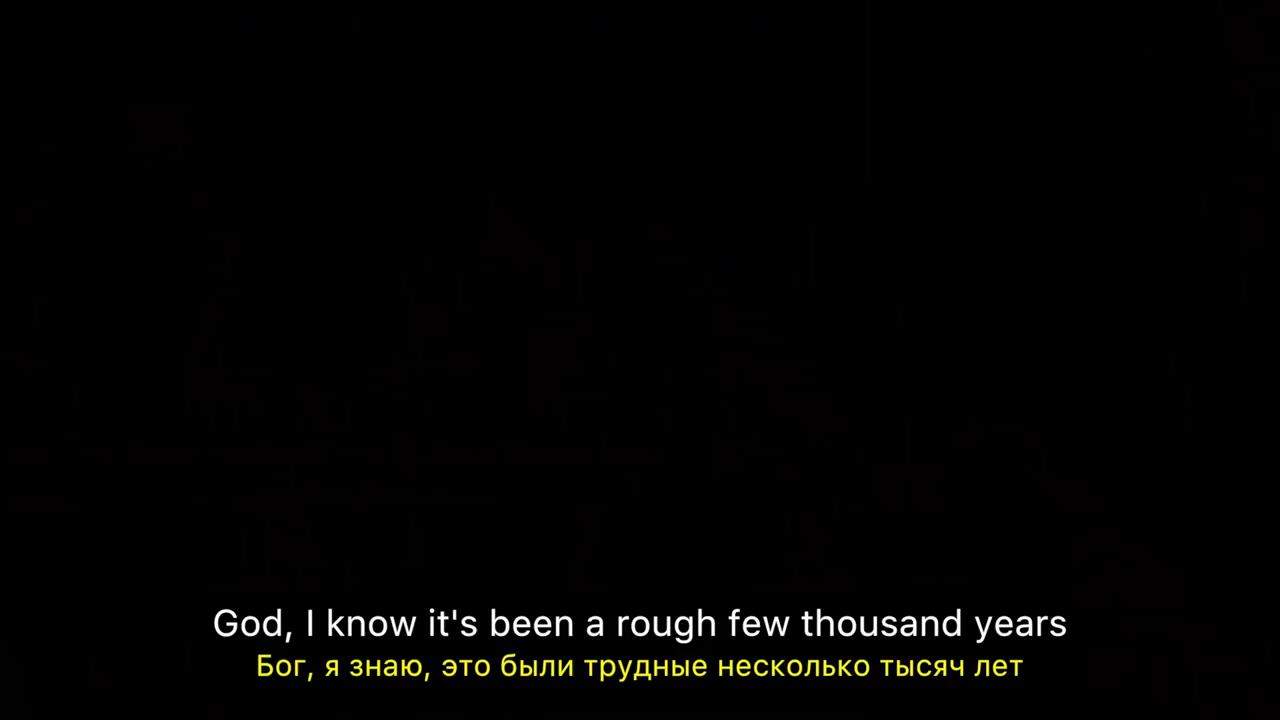 God, I know it's been a rough few thousand years
Бог, я знаю, это были трудные несколько тысяч лет